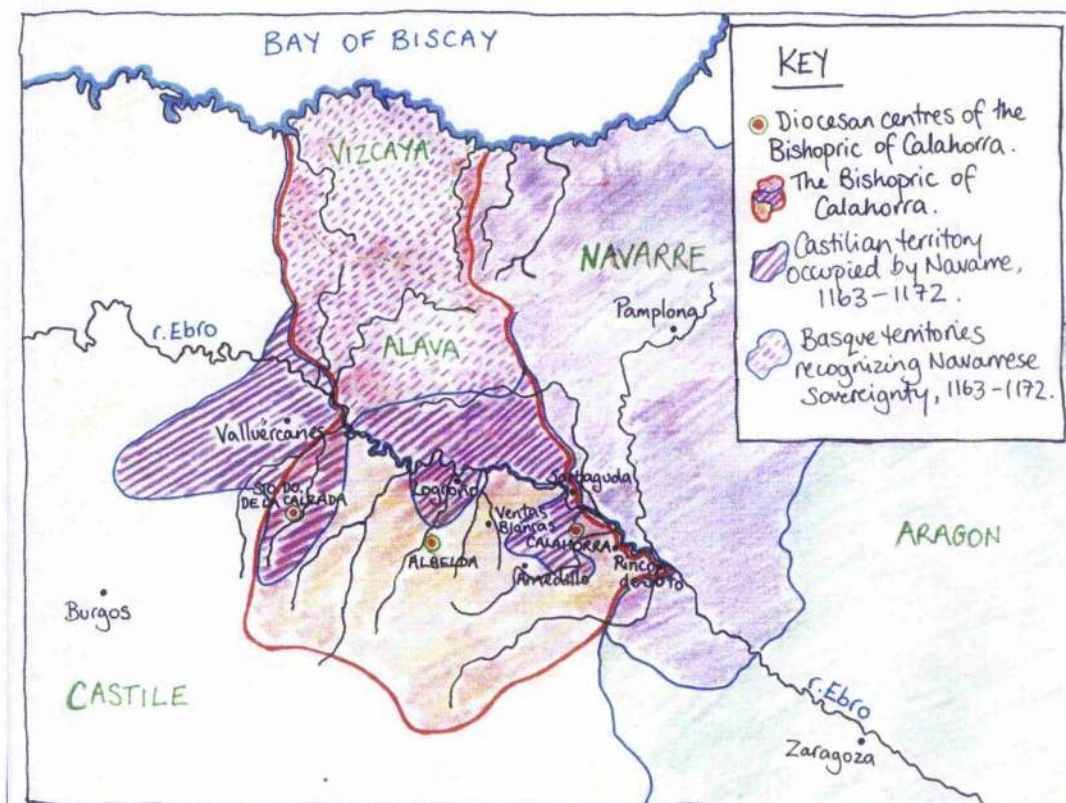 BAY OF BISCAY
KEY
Diocesan centres of the
Bishopric of Calahorra.
The Bishopric of
Calahorra.
Castilian territory
occupied by Navarre,
1163-1172.
Basque territories
recognizing Navarrese
Sovereignty, 1163-1172.
VIZCAYA
NAVARRE
Pamplona
r.Ebro
ALAVA
Valluércanes
STO DO.
DE LA CALZADA
Logroño
Sartaguda
Ventas
Blancas
CALAHORRA
ALBELDA
Arnedillo
Rincon
de Soto
ARAGON
Burgos
CASTILE
r.Ebro
Zaragoza